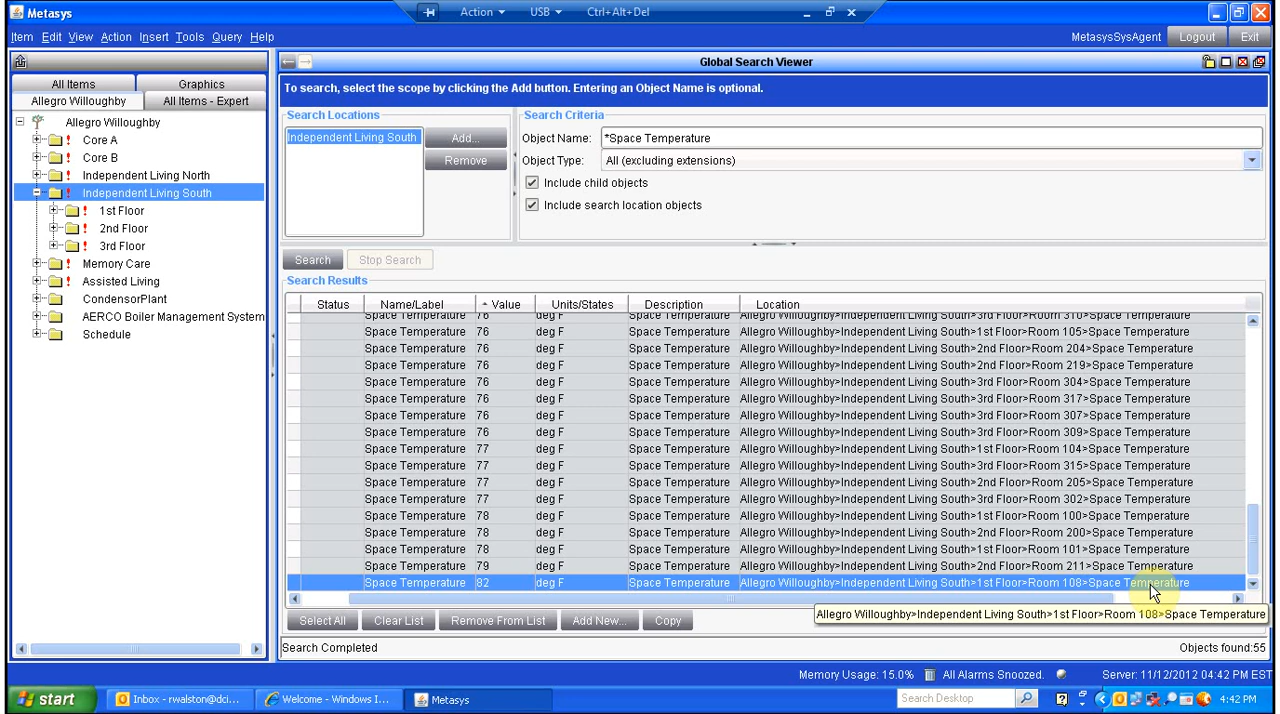 Metasys
Action USB Ctrl+Alt+Del
Item Edit View Action Insert Tools Query Help
MetasysSysAgent Logout Exit
Global Search Viewer
All Items Graphics
Allegro Willoughby All Items - Expert
Allegro Willoughby
Core A
Core B
Independent Living North
Independent Living South
1st Floor
2nd Floor
3rd Floor
Memory Care
Assisted Living
CondensorPlant
AERCO Boiler Management System
Schedule
To search, select the scope by clicking the Add button. Entering an Object Name is optional.
Search Locations
Independent Living South
Add...
Remove
Search Criteria
Object Name: *Space Temperature
Object Type: All (excluding extensions)
Include child objects
Include search location objects
Search Stop Search
Search Results
Status Name/Label Value Units/States Description Location
Space Temperature 76 deg F Space Temperature Allegro Willoughby>Independent Living South>3rd Floor>Room 310>Space Temperature
Space Temperature 76 deg F Space Temperature Allegro Willoughby>Independent Living South>1st Floor>Room 105>Space Temperature
Space Temperature 76 deg F Space Temperature Allegro Willoughby>Independent Living South>2nd Floor>Room 204>Space Temperature
Space Temperature 76 deg F Space Temperature Allegro Willoughby>Independent Living South>2nd Floor>Room 219>Space Temperature
Space Temperature 76 deg F Space Temperature Allegro Willoughby>Independent Living South>3rd Floor>Room 304>Space Temperature
Space Temperature 76 deg F Space Temperature Allegro Willoughby>Independent Living South>3rd Floor>Room 317>Space Temperature
Space Temperature 76 deg F Space Temperature Allegro Willoughby>Independent Living South>3rd Floor>Room 307>Space Temperature
Space Temperature 76 deg F Space Temperature Allegro Willoughby>Independent Living South>3rd Floor>Room 309>Space Temperature
Space Temperature 77 deg F Space Temperature Allegro Willoughby>Independent Living South>1st Floor>Room 104>Space Temperature
Space Temperature 77 deg F Space Temperature Allegro Willoughby>Independent Living South>3rd Floor>Room 315>Space Temperature
Space Temperature 77 deg F Space Temperature Allegro Willoughby>Independent Living South>2nd Floor>Room 205>Space Temperature
Space Temperature 77 deg F Space Temperature Allegro Willoughby>Independent Living South>3rd Floor>Room 302>Space Temperature
Space Temperature 78 deg F Space Temperature Allegro Willoughby>Independent Living South>1st Floor>Room 100>Space Temperature
Space Temperature 78 deg F Space Temperature Allegro Willoughby>Independent Living South>2nd Floor>Room 200>Space Temperature
Space Temperature 78 deg F Space Temperature Allegro Willoughby>Independent Living South>1st Floor>Room 101>Space Temperature
Space Temperature 79 deg F Space Temperature Allegro Willoughby>Independent Living South>2nd Floor>Room 211>Space Temperature
Space Temperature 82 deg F Space Temperature Allegro Willoughby>Independent Living South>1st Floor>Room 108>Space Temperature
Allegro Willoughby>Independent Living South>1st Floor>Room 108>Space Temperature
Select All Clear List Remove From List Add New... Copy
Search Completed Objects found:55
Memory Usage: 15.0% All Alarms Snoozed. Server: 11/12/2012 04:42 PM EST
start Inbox - rwalston@dci... Welcome - Windows I... Metasys Search Desktop 4:42 PM